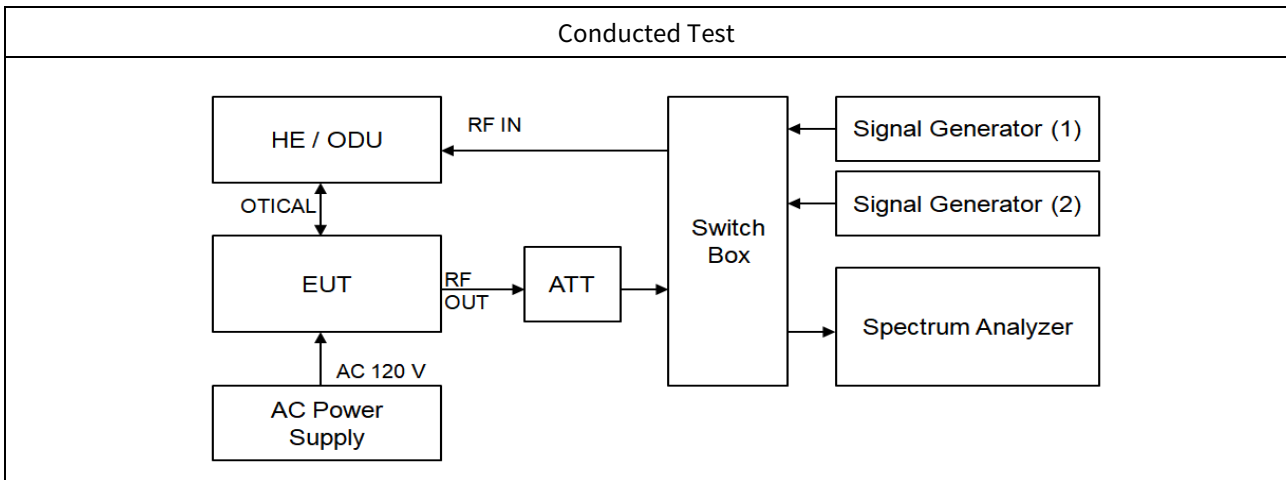 Conducted Test
HE / ODU
RF IN
Signal Generator (1)
OTICAL
Signal Generator (2)
Switch
Box
EUT
RF
OUT
ATT
Spectrum Analyzer
AC 120 V
AC Power
Supply